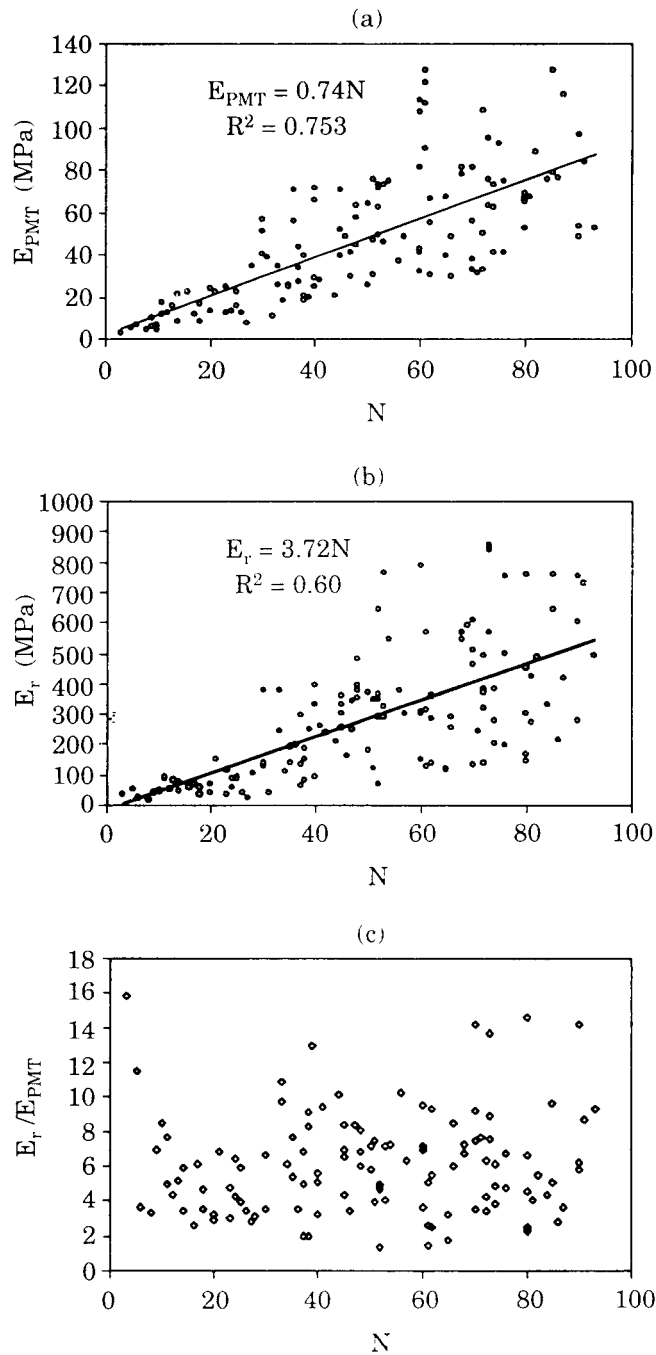 (a)
140
120
100
80
60
40
20
0
E_PMT (MPa)
E_PMT = 0.74N
R² = 0.753
0 20 40 60 80 100
N
(b)
1000
900
800
700
600
500
400
300
200
100
0
E_r (MPa)
E_r = 3.72N
R² = 0.60
0 20 40 60 80 100
N
(c)
18
16
14
12
10
8
6
4
2
0
E_r /E_PMT
0 20 40 60 80 100
N